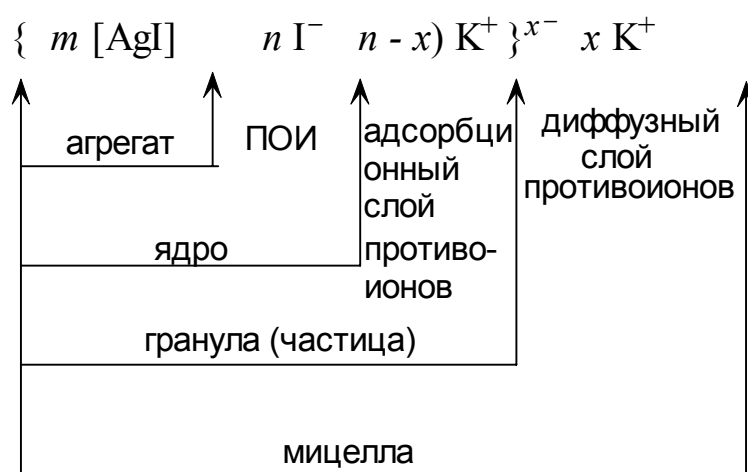 { m [AgI] n I⁻ n - x) K⁺ }ˣ⁻ x K⁺
агрегат
ПОИ
адсорбци
онный
слой
противо-
ионов
диффузный
слой
противоионов
ядро
гранула (частица)
мицелла